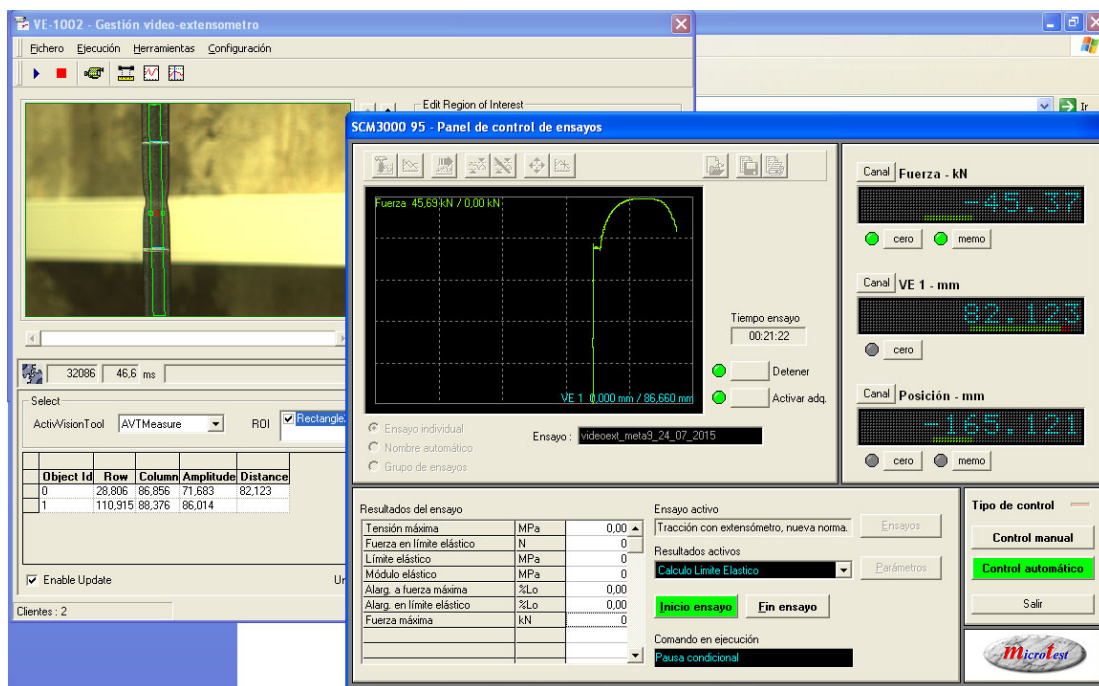 VE-1002 - Gestión video-extensometro
Fichero Ejecución Herramientas Configuración
Edit Region of Interest
Ir
32086 46,6 ms
Select
ActivVisionTool AVTMeasure ROI Rectangle
Object Id Row Column Amplitude Distance
0 28,806 86,856 71,683 82,123
1 110,915 88,376 86,014
Enable Update
Clientes : 2
SCM3000 95 - Panel de control de ensayos
Fuerza 45,69 kN / 0,00 kN
VE 1 0,000 mm / 86,660 mm
Tiempo ensayo
00:21:22
Detener
Activar adq.
Ensayo individual
Nombre automático
Grupo de ensayos
Ensayo : videoext_meta9_24_07_2015
Canal Fuerza - kN
-45.37
cero memo
Canal VE 1 - mm
82.123
cero
Canal Posición - mm
-165.121
cero memo
Resultados del ensayo
Tensión máxima MPa 0,00
Fuerza en límite elástico N 0
Límite elástico MPa 0
Módulo elástico MPa 0
Alarg. a fuerza máxima %Lo 0,00
Alarg. en límite elástico %Lo 0,00
Fuerza máxima kN 0
Ensayo activo
Tracción con extensómetro, nueva norma. Ensayos
Resultados activos
Calculo Limite Elastico Parámetros
Inicio ensayo Fin ensayo
Comando en ejecución
Pausa condicional
Tipo de control
Control manual
Control automático
Salir
Microtest